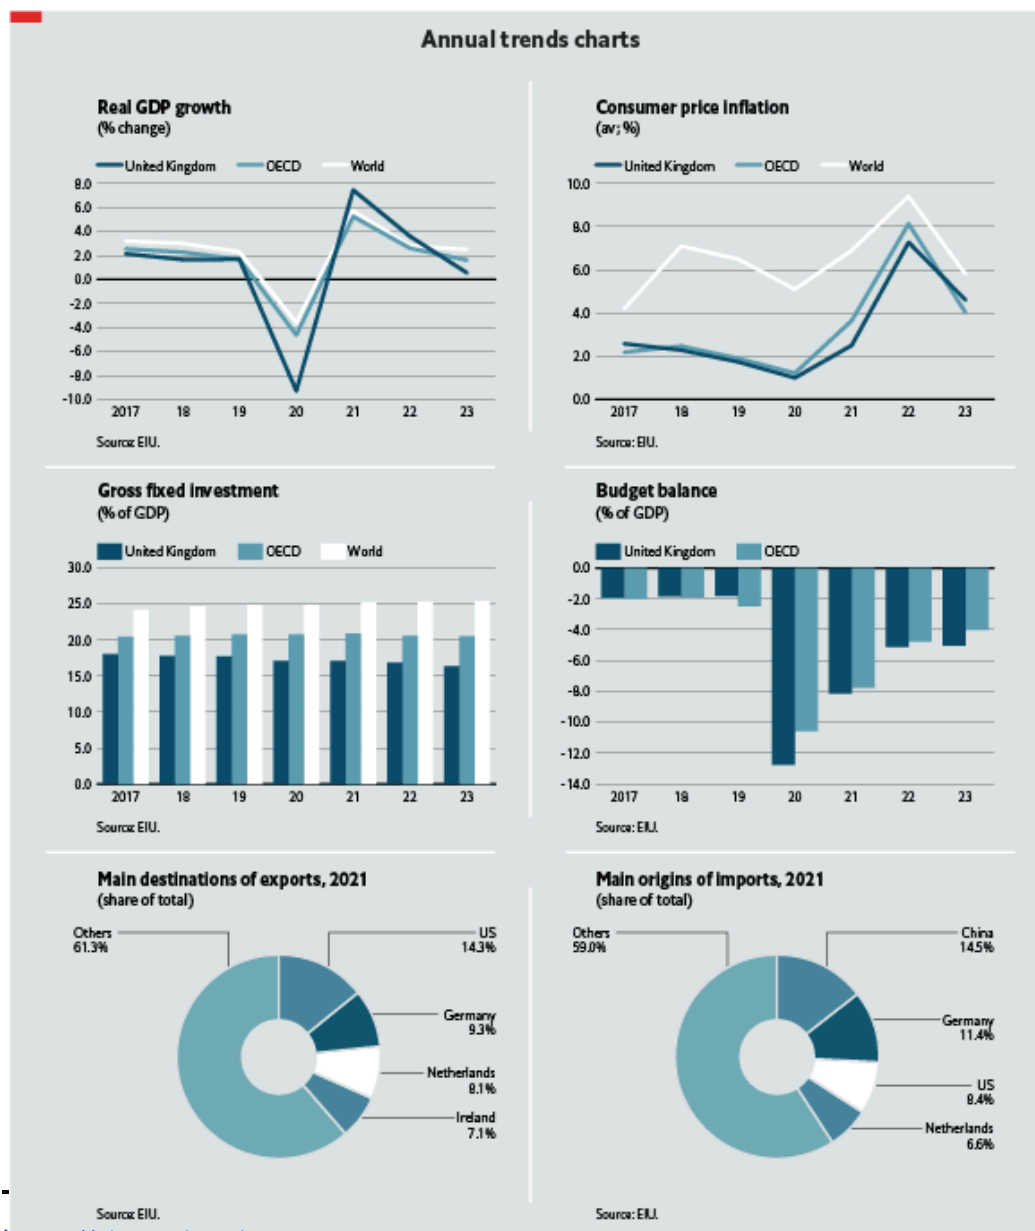 Annual trends charts
Real GDP growth
(% change)
United Kingdom OECD World
8.0
6.0
4.0
2.0
0.0
-2.0
-4.0
-6.0
-8.0
-10.0
2017 18 19 20 21 22 23
Source: EIU.
Consumer price inflation
(av; %)
United Kingdom OECD World
10.0
8.0
6.0
4.0
2.0
0.0
2017 18 19 20 21 22 23
Source: EIU.
Gross fixed investment
(% of GDP)
United Kingdom OECD World
30.0
25.0
20.0
15.0
10.0
5.0
0.0
2017 18 19 20 21 22 23
Source: EIU.
Budget balance
(% of GDP)
United Kingdom OECD
0.0
-2.0
-4.0
-6.0
-8.0
-10.0
-12.0
-14.0
2017 18 19 20 21 22 23
Source: EIU.
Main destinations of exports, 2021
(share of total)
Others
61.3%
US
14.3%
Germany
9.3%
Netherlands
8.1%
Ireland
7.1%
Source: EIU.
Main origins of imports, 2021
(share of total)
Others
59.0%
China
14.5%
Germany
11.4%
US
8.4%
Netherlands
6.6%
Source: EIU.